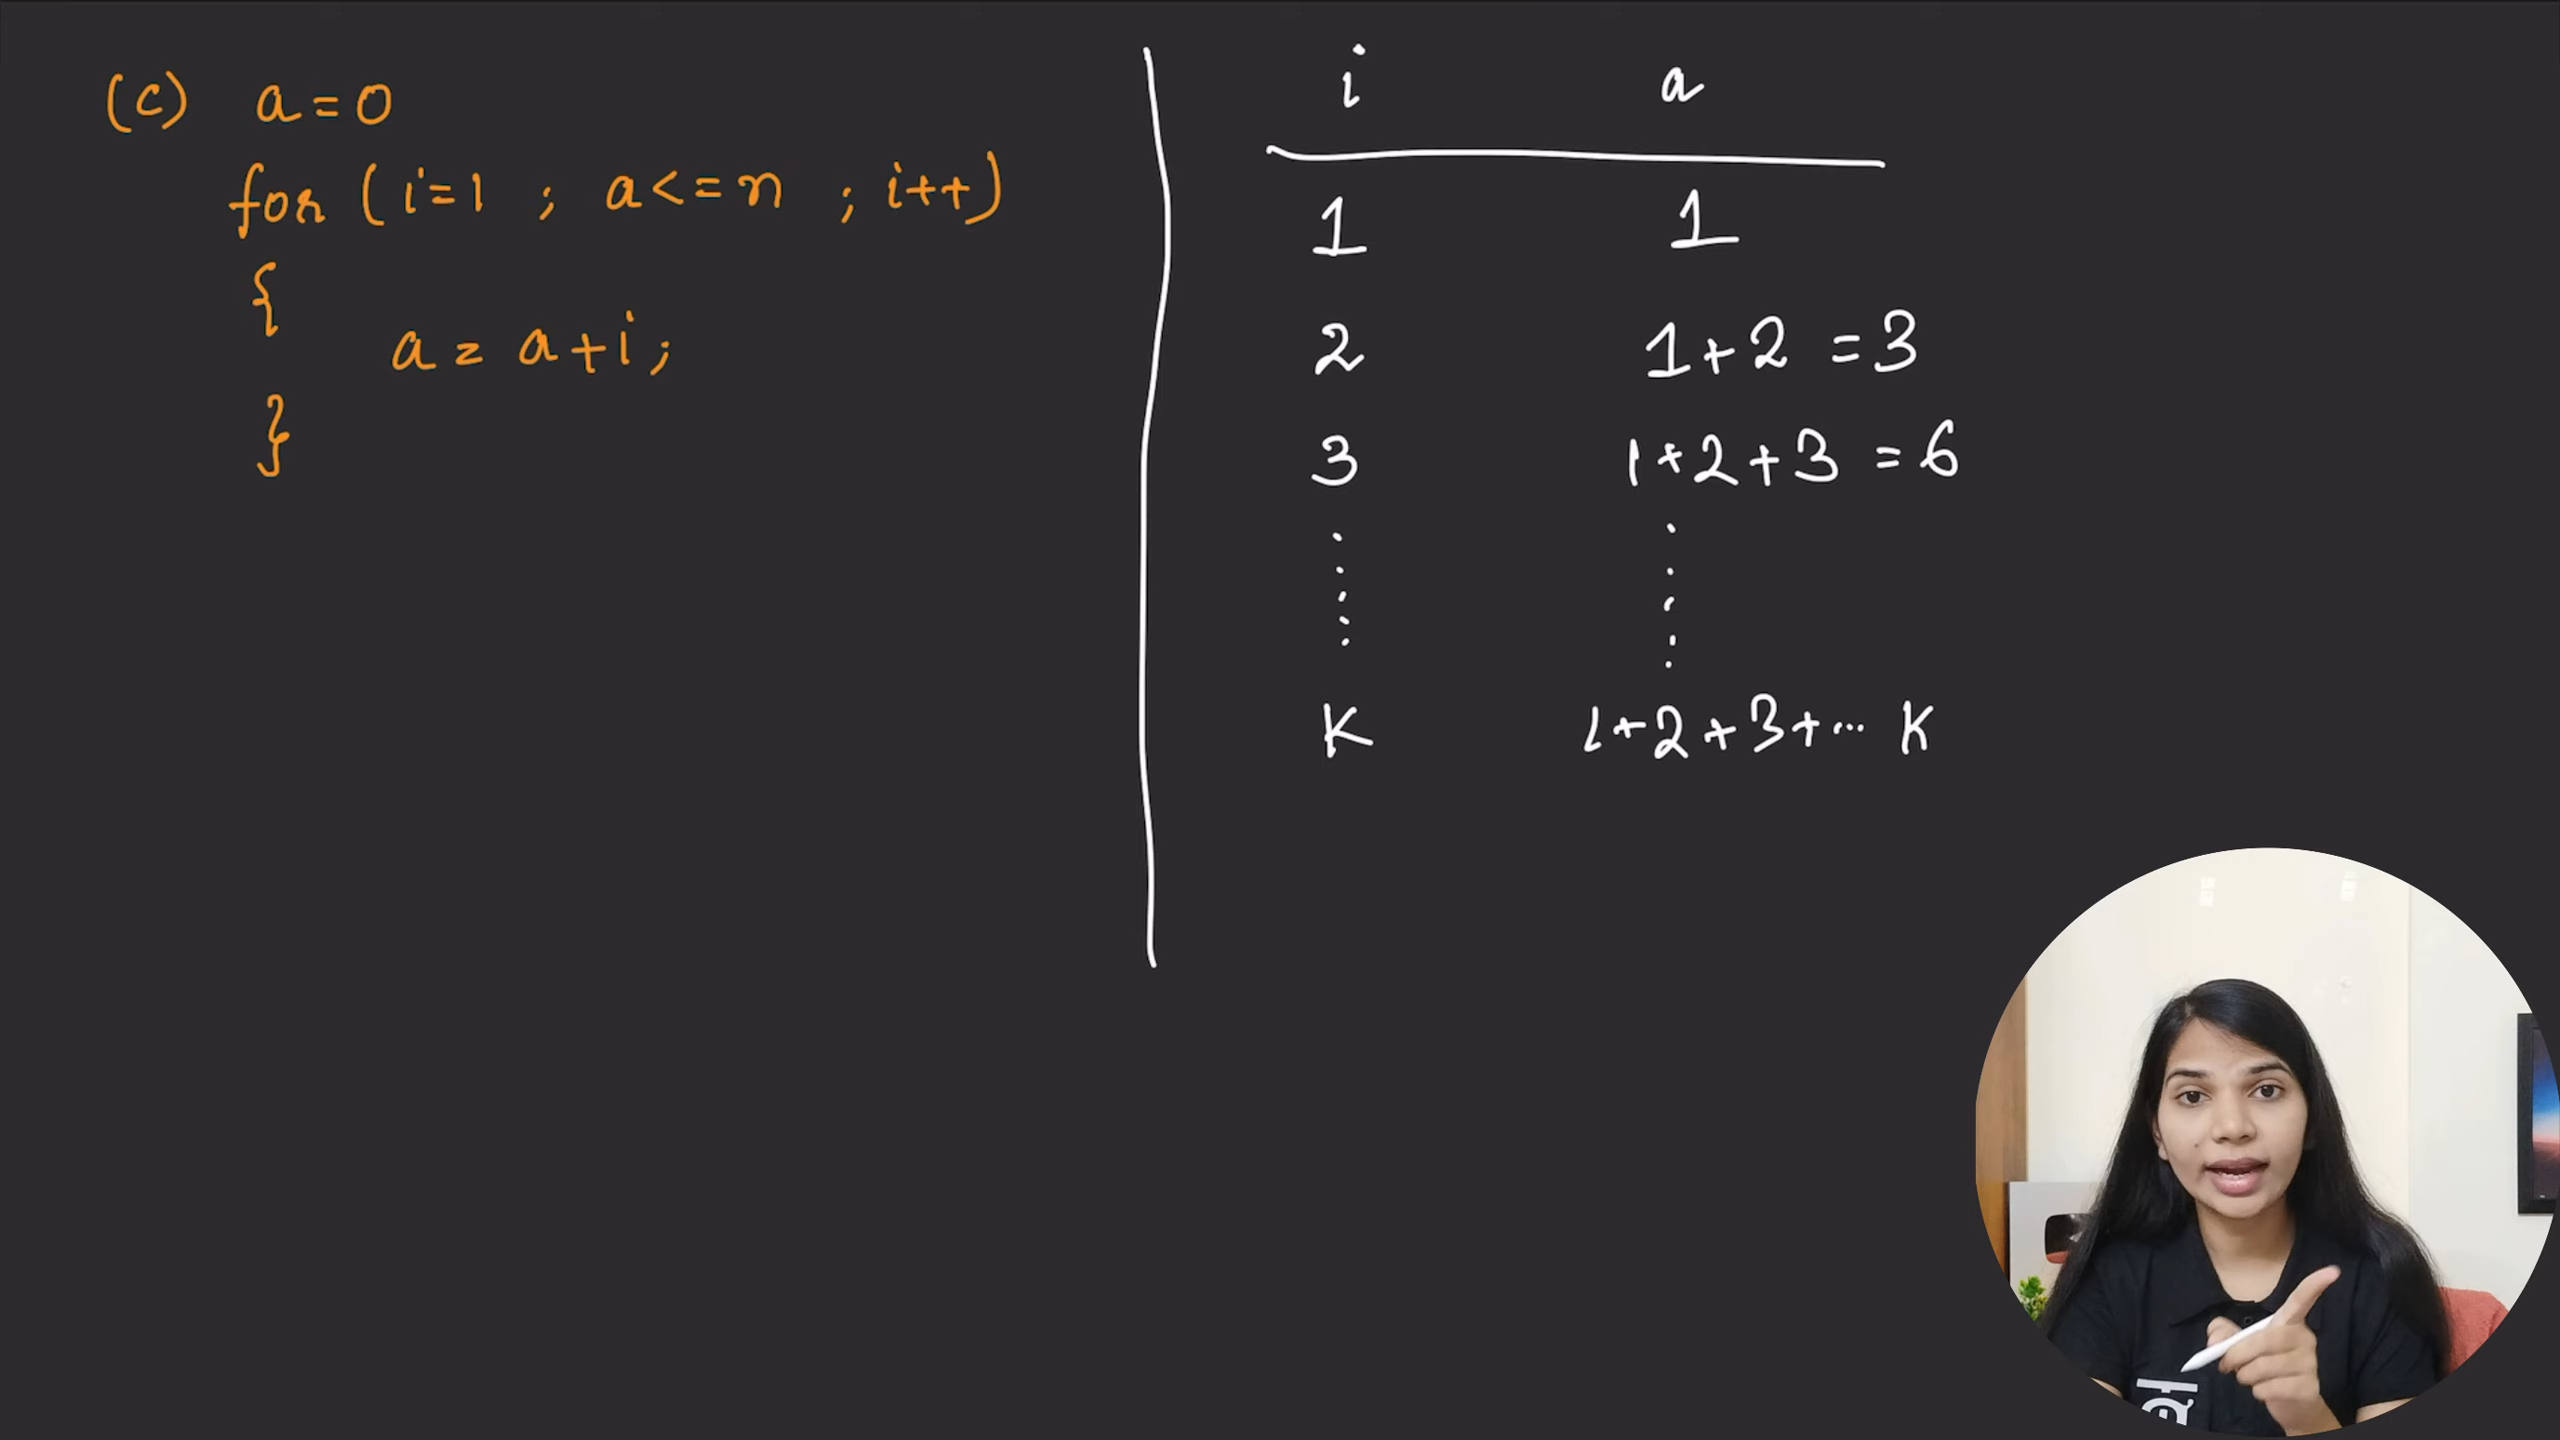 (c) a=0
for (i=1 ; a<=n ; i++)
{
a = a+i;
}
i a
1 1
2 1+2 =3
3 1+2+3 =6
K 1+2+3+... K